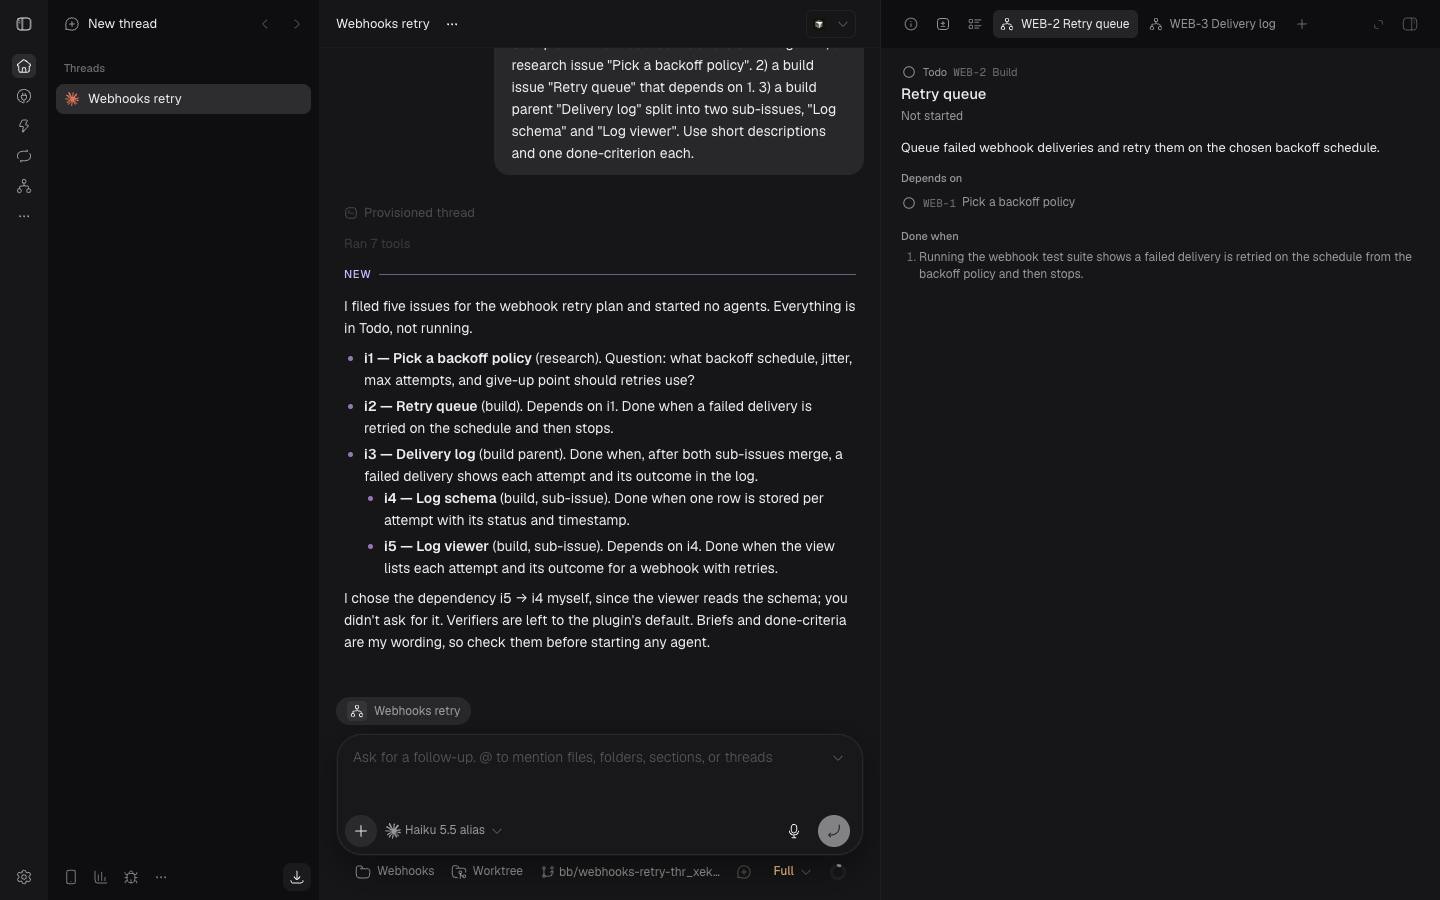 New thread
Threads
Webhooks retry
Webhooks retry
research issue "Pick a backoff policy". 2) a build
issue "Retry queue" that depends on 1. 3) a build
parent "Delivery log" split into two sub-issues, "Log
schema" and "Log viewer". Use short descriptions
and one done-criterion each.
Provisioned thread
Ran 7 tools
NEW
I filed five issues for the webhook retry plan and started no agents. Everything is
in Todo, not running.
i1 — Pick a backoff policy (research). Question: what backoff schedule, jitter,
max attempts, and give-up point should retries use?
i2 — Retry queue (build). Depends on i1. Done when a failed delivery is
retried on the schedule and then stops.
i3 — Delivery log (build parent). Done when, after both sub-issues merge, a
failed delivery shows each attempt and its outcome in the log.
i4 — Log schema (build, sub-issue). Done when one row is stored per
attempt with its status and timestamp.
i5 — Log viewer (build, sub-issue). Depends on i4. Done when the view
lists each attempt and its outcome for a webhook with retries.
I chose the dependency i5 → i4 myself, since the viewer reads the schema; you
didn't ask for it. Verifiers are left to the plugin's default. Briefs and done-criteria
are my wording, so check them before starting any agent.
Webhooks retry
Ask for a follow-up. @ to mention files, folders, sections, or threads
Haiku 5.5 alias
Webhooks
Worktree
bb/webhooks-retry-thr_xek...
Full
WEB-2 Retry queue
WEB-3 Delivery log
Todo WEB-2 Build
Retry queue
Not started
Queue failed webhook deliveries and retry them on the chosen backoff schedule.
Depends on
WEB-1 Pick a backoff policy
Done when
1. Running the webhook test suite shows a failed delivery is retried on the schedule from the
backoff policy and then stops.